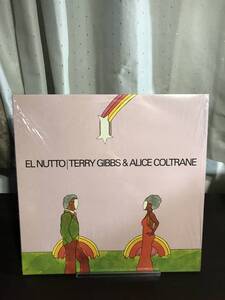 EL NUTTO | TERRY GIBBS & ALICE COLTRANE